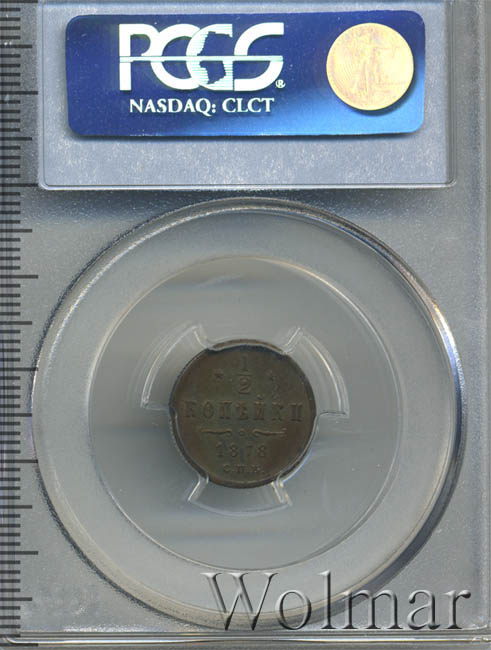 PCGS®
NASDAQ: CLCT
1/2
КОПѢЙКИ
1878
С.П.Б.
Wolmar